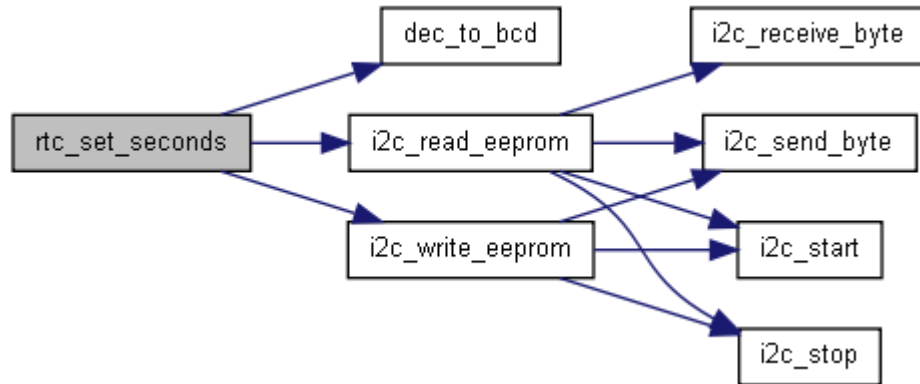 dec_to_bcd
i2c_receive_byte
rtc_set_seconds
i2c_read_eeprom
i2c_send_byte
i2c_write_eeprom
i2c_start
i2c_stop